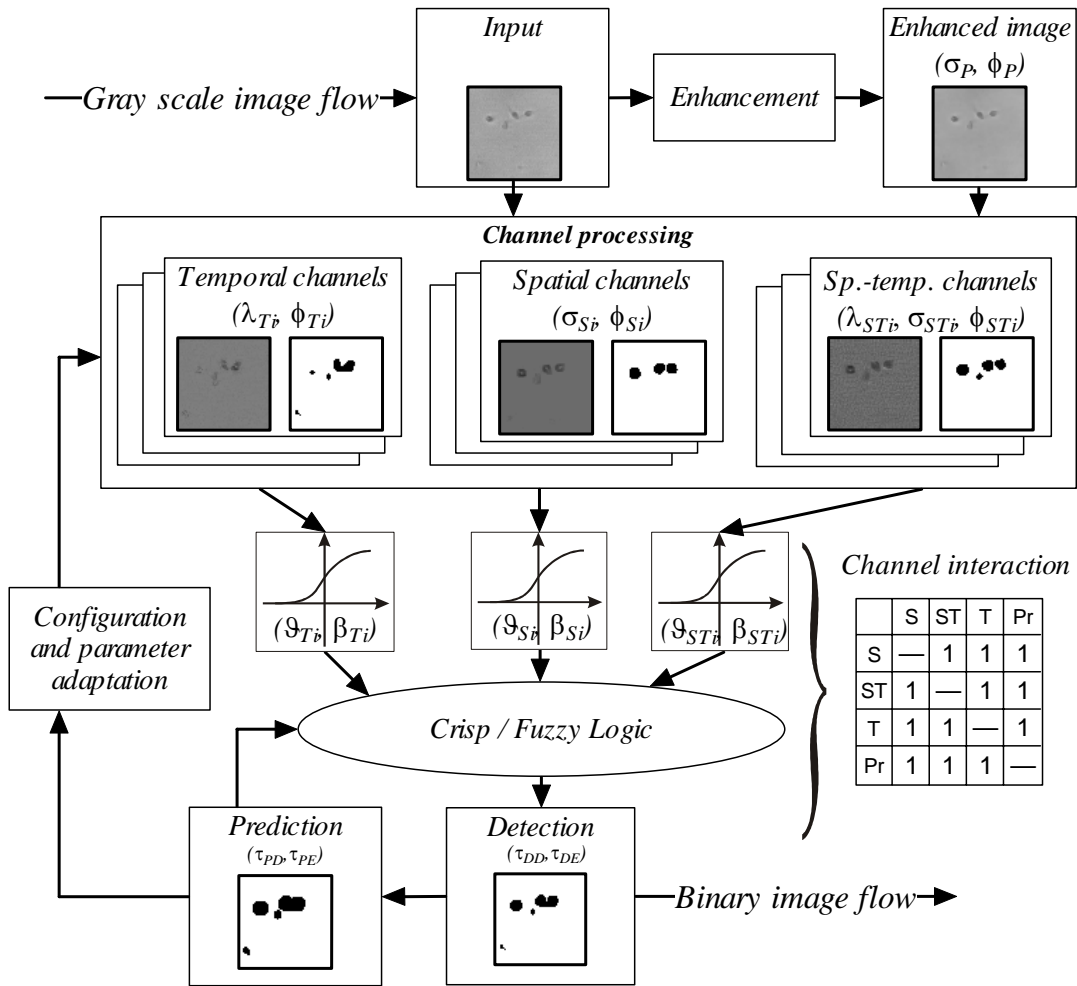 Input
Enhanced image
(σP, ϕP)
Gray scale image flow
Enhancement
Channel processing
Temporal channels
(λTi, ϕTi)
Spatial channels
(σSi, ϕSi)
Sp.-temp. channels
(λSTi, σSTi, ϕSTi)
(ϑTi, βTi)
(ϑSi, βSi)
(ϑSTi, βSTi)
Channel interaction
S ST T Pr
S — 1 1 1
ST 1 — 1 1
T 1 1 — 1
Pr 1 1 1 —
Configuration
and parameter
adaptation
Crisp / Fuzzy Logic
Prediction
(τPD, τPE)
Detection
(τDD, τDE)
Binary image flow